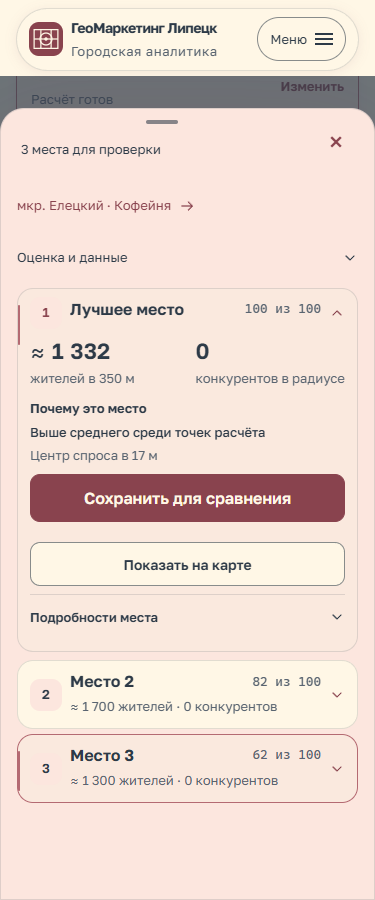 ГеоМаркетинг Липецк
Городская аналитика
Меню
Изменить
Расчёт готов
3 места для проверки
×
мкр. Елецкий · Кофейня →
Оценка и данные
1
Лучшее место
100 из 100
≈ 1 332
0
жителей в 350 м
конкурентов в радиусе
Почему это место
Выше среднего среди точек расчёта
Центр спроса в 17 м
Сохранить для сравнения
Показать на карте
Подробности места
2
Место 2
82 из 100
≈ 1 700 жителей · 0 конкурентов
3
Место 3
62 из 100
≈ 1 300 жителей · 0 конкурентов